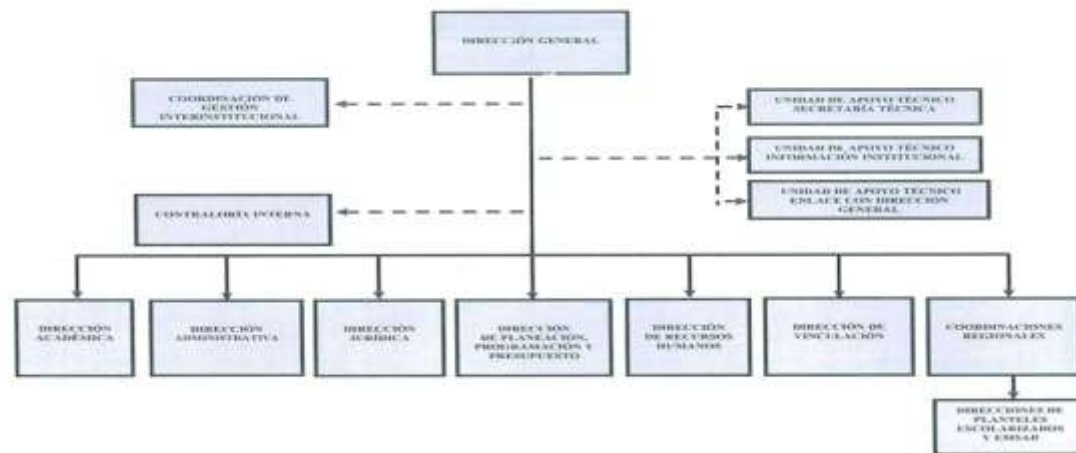 DIRECCIÓN GENERAL
COORDINACIÓN DE
GESTIÓN
INTERINSTITUCIONAL
UNIDAD DE APOYO TÉCNICO
SECRETARÍA TÉCNICA
UNIDAD DE APOYO TÉCNICO
INFORMACIÓN INSTITUCIONAL
UNIDAD DE APOYO TÉCNICO
ENLACE CON DIRECCIÓN
GENERAL
CONTRALORÍA INTERNA
DIRECCIÓN
ACADÉMICA
DIRECCIÓN
ADMINISTRATIVA
DIRECCIÓN
JURÍDICA
DIRECCIÓN
DE PLANEACIÓN,
PROGRAMACIÓN Y
PRESUPUESTO
DIRECCIÓN
DE RECURSOS
HUMANOS
DIRECCIÓN DE
VINCULACIÓN
COORDINACIONES
REGIONALES
DIRECCIONES DE
PLANTELES
ESCOLARIZADOS
Y EMSAD